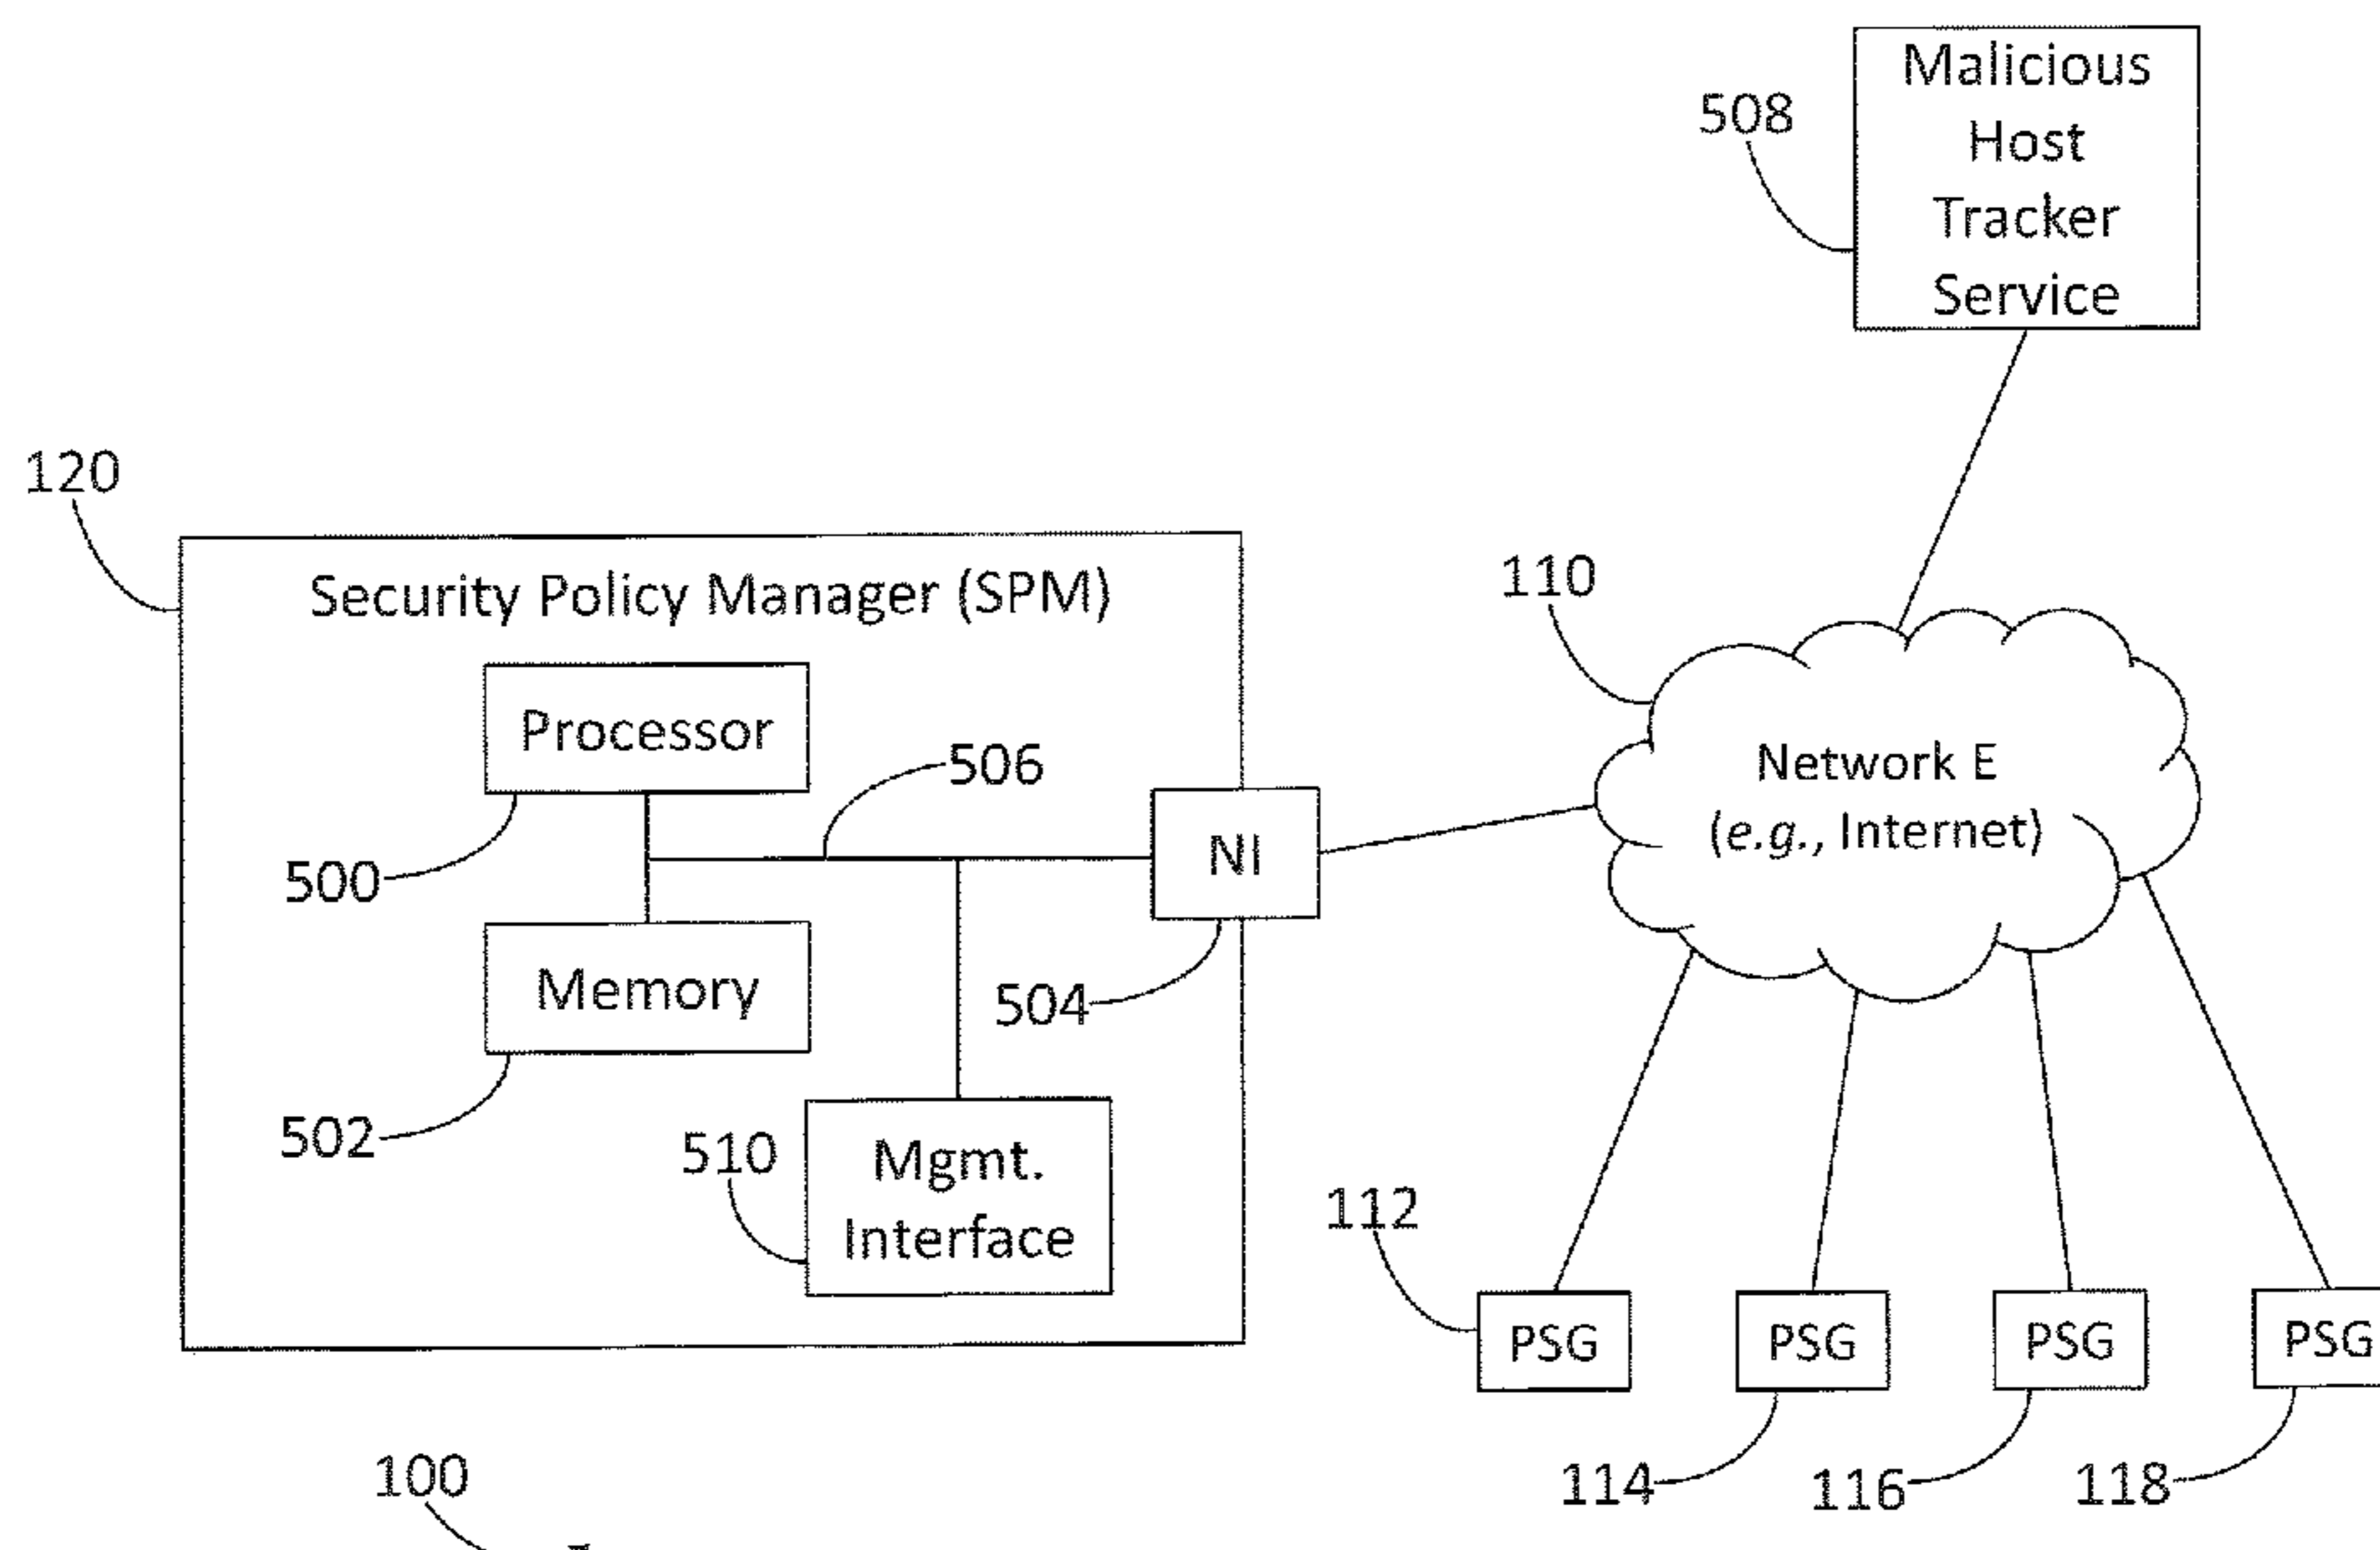 Malicious
Host
Tracker
Service
508
120
Security Policy Manager (SPM)
110
Processor
506
Network E
(e.g., Internet)
NI
500
Memory
504
502
510
Mgmt.
Interface
112
PSG
PSG
PSG
PSG
114
116
118
100